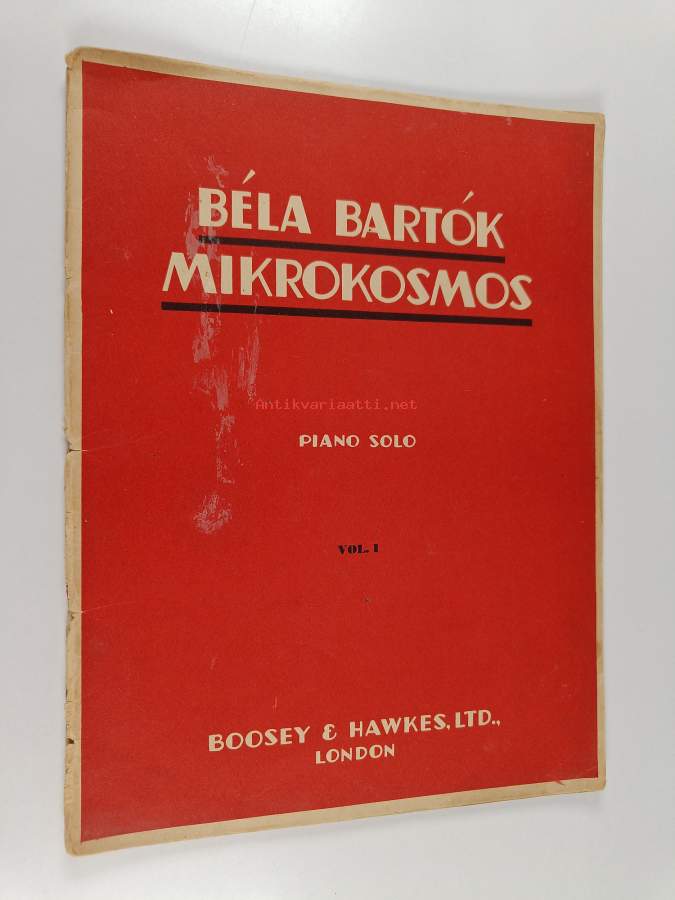 BÉLA BARTÓK
MIKROKOSMOS
Antikvariaatti.net
PIANO SOLO
VOL. I
BOOSEY & HAWKES, LTD.,
LONDON